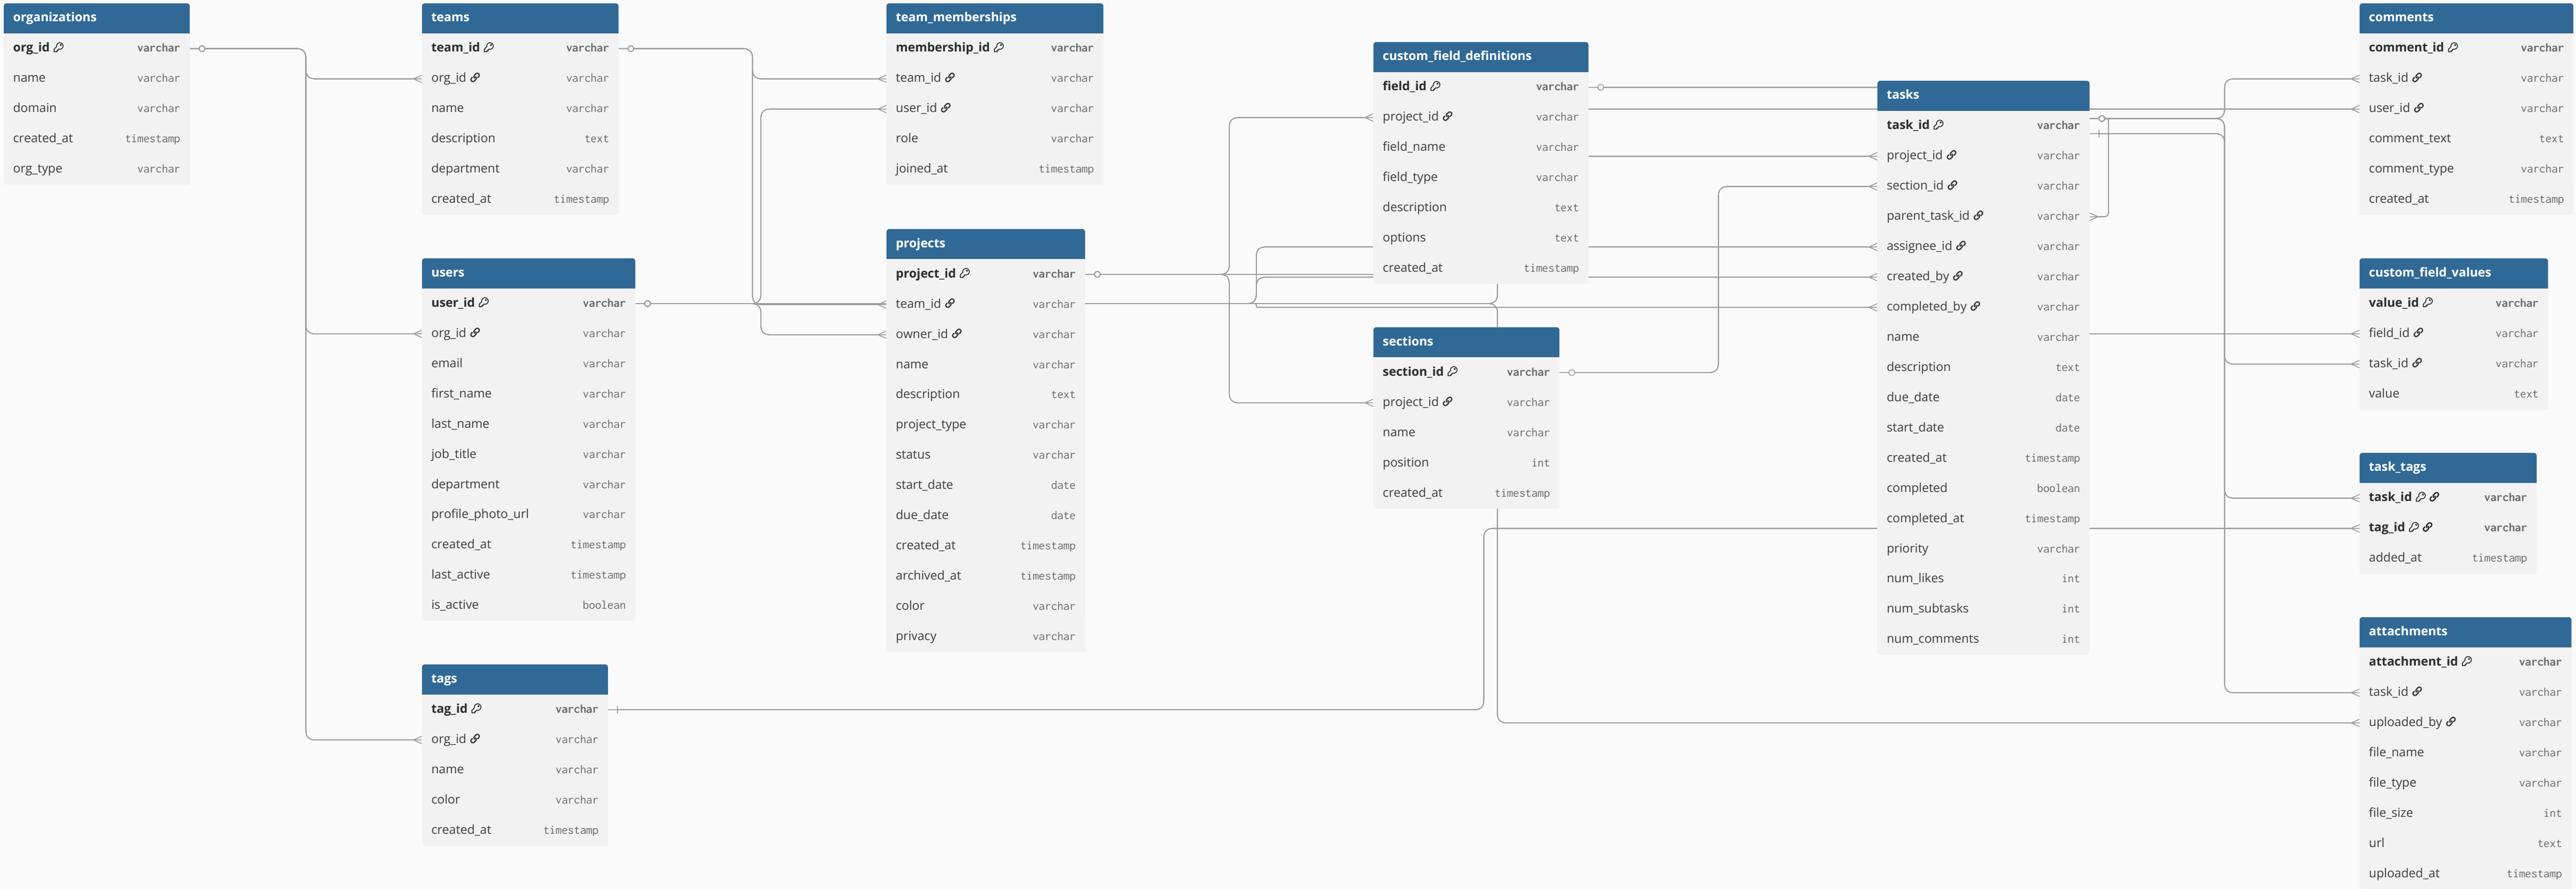 organizations
org_id varchar
name varchar
domain varchar
created_at timestamp
org_type varchar
teams
team_id varchar
org_id varchar
name varchar
description text
department varchar
created_at timestamp
users
user_id varchar
org_id varchar
email varchar
first_name varchar
last_name varchar
job_title varchar
department varchar
profile_photo_url varchar
created_at timestamp
last_active timestamp
is_active boolean
tags
tag_id varchar
org_id varchar
name varchar
color varchar
created_at timestamp
team_memberships
membership_id varchar
team_id varchar
user_id varchar
role varchar
joined_at timestamp
projects
project_id varchar
team_id varchar
owner_id varchar
name varchar
description text
project_type varchar
status varchar
start_date date
due_date date
created_at timestamp
archived_at timestamp
color varchar
privacy varchar
custom_field_definitions
field_id varchar
project_id varchar
field_name varchar
field_type varchar
description text
options text
created_at timestamp
sections
section_id varchar
project_id varchar
name varchar
position int
created_at timestamp
tasks
task_id varchar
project_id varchar
section_id varchar
parent_task_id varchar
assignee_id varchar
created_by varchar
completed_by varchar
name varchar
description text
due_date date
start_date date
created_at timestamp
completed boolean
completed_at timestamp
priority varchar
num_likes int
num_subtasks int
num_comments int
comments
comment_id varchar
task_id varchar
user_id varchar
comment_text text
comment_type varchar
created_at timestamp
custom_field_values
value_id varchar
field_id varchar
task_id varchar
value text
task_tags
task_id varchar
tag_id varchar
added_at timestamp
attachments
attachment_id varchar
task_id varchar
uploaded_by varchar
file_name varchar
file_type varchar
file_size int
url text
uploaded_at timestamp